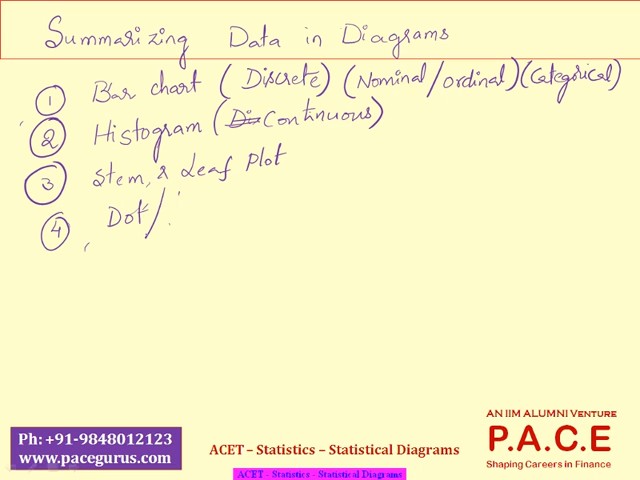 Summarizing Data in Diagrams
① Bar chart (Discrete) (Nominal/ordinal) (Categorical)
② Histogram (Continuous)
③ Stem & Leaf Plot
④ Dot/
AN IIM ALUMNI VENTURE
P.A.C.E
Shaping Careers in Finance
Ph: +91-9848012123
www.pacegurus.com
ACET – Statistics – Statistical Diagrams
ACET - Statistics - Statistical Diagrams